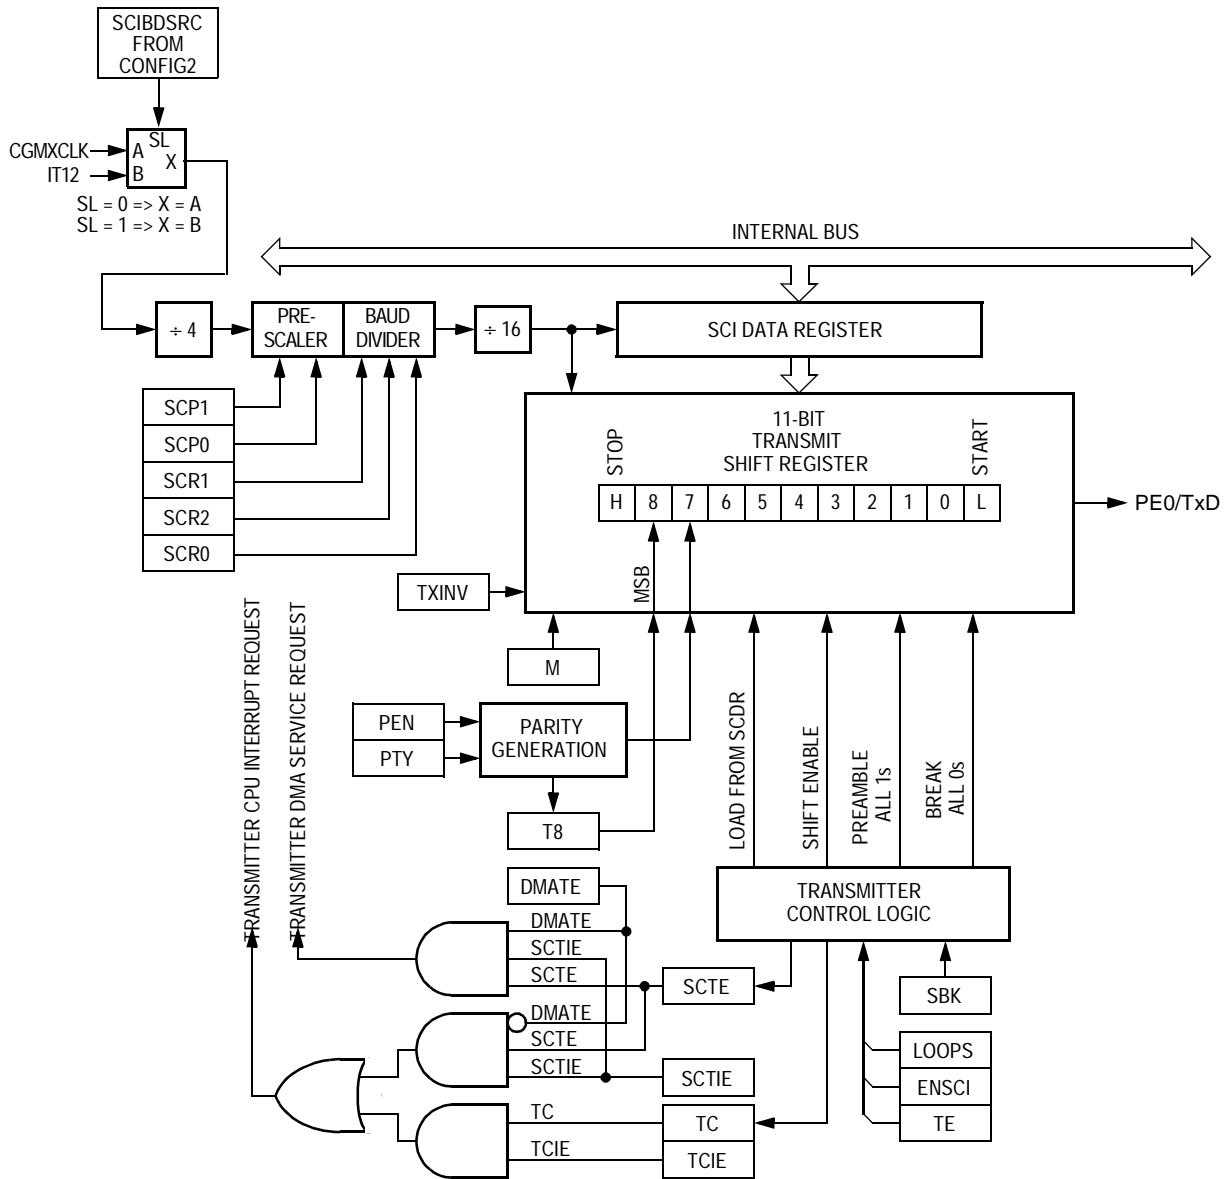 SCIBDSRC
FROM
CONFIG2
SL
CGMXCLK
A
X
IT12
B
SL = 0 => X = A
SL = 1 => X = B
INTERNAL BUS
÷ 4
PRE-
SCALER
BAUD
DIVIDER
÷ 16
SCI DATA REGISTER
SCP1
SCP0
SCR1
SCR2
SCR0
11-BIT
TRANSMIT
SHIFT REGISTER
STOP
START
H 8 7 6 5 4 3 2 1 0 L
PE0/TxD
MSB
TXINV
M
PEN
PTY
PARITY
GENERATION
T8
LOAD FROM SCDR
SHIFT ENABLE
PREAMBLE
ALL 1s
BREAK
ALL 0s
TRANSMITTER CPU INTERRUPT REQUEST
TRANSMITTER DMA SERVICE REQUEST
TRANSMITTER
CONTROL LOGIC
DMATE
DMATE
SCTIE
SCTE
SCTE
SBK
DMATE
SCTE
SCTIE
SCTIE
LOOPS
ENSCI
TE
TC
TC
TCIE
TCIE